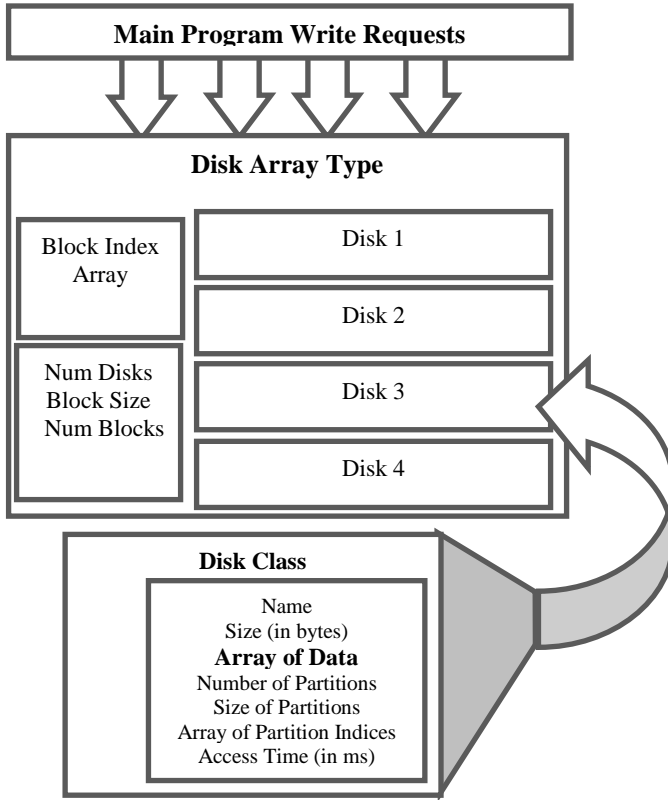 Main Program Write Requests
Disk Array Type
Block Index
Array
Num Disks
Block Size
Num Blocks
Disk 1
Disk 2
Disk 3
Disk 4
Disk Class
Name
Size (in bytes)
Array of Data
Number of Partitions
Size of Partitions
Array of Partition Indices
Access Time (in ms)